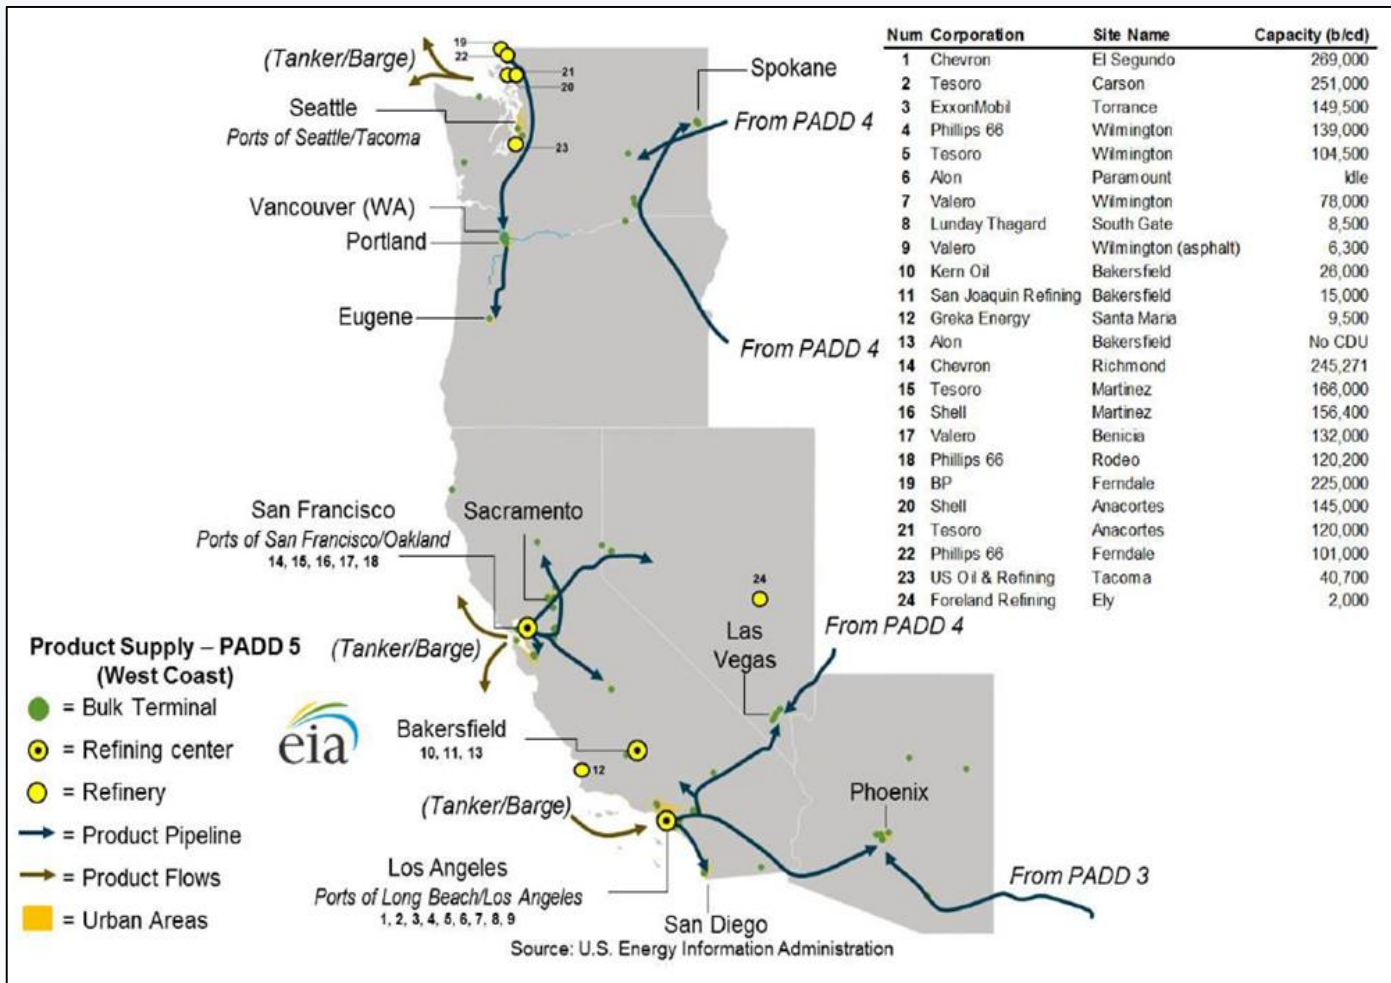 19
(Tanker/Barge)
22
21
20
Seattle
Ports of Seattle/Tacoma
23
Spokane
From PADD 4
Vancouver (WA)
Portland
Eugene
From PADD 4
Num Corporation Site Name Capacity (b/cd)
1 Chevron El Segundo 269,000
2 Tesoro Carson 251,000
3 ExxonMobil Torrance 149,500
4 Phillips 66 Wilmington 139,000
5 Tesoro Wilmington 104,500
6 Alon Paramount Idle
7 Valero Wilmington 78,000
8 Lunday Thagard South Gate 8,500
9 Valero Wilmington (asphalt) 6,300
10 Kern Oil Bakersfield 26,000
11 San Joaquin Refining Bakersfield 15,000
12 Greka Energy Santa Maria 9,500
13 Alon Bakersfield No CDU
14 Chevron Richmond 245,271
15 Tesoro Martinez 166,000
16 Shell Martinez 156,400
17 Valero Benicia 132,000
18 Phillips 66 Rodeo 120,200
19 BP Ferndale 225,000
20 Shell Anacortes 145,000
21 Tesoro Anacortes 120,000
22 Phillips 66 Ferndale 101,000
23 US Oil & Refining Tacoma 40,700
24 Foreland Refining Ely 2,000
San Francisco
Ports of San Francisco/Oakland
14, 15, 16, 17, 18
Sacramento
24
Las
Vegas
From PADD 4
(Tanker/Barge)
Bakersfield
10, 11, 13
12
(Tanker/Barge)
Phoenix
From PADD 3
Los Angeles
Ports of Long Beach/Los Angeles
1, 2, 3, 4, 5, 6, 7, 8, 9
San Diego
Product Supply – PADD 5
(West Coast)
= Bulk Terminal
= Refining center
= Refinery
= Product Pipeline
= Product Flows
= Urban Areas
eia
Source: U.S. Energy Information Administration